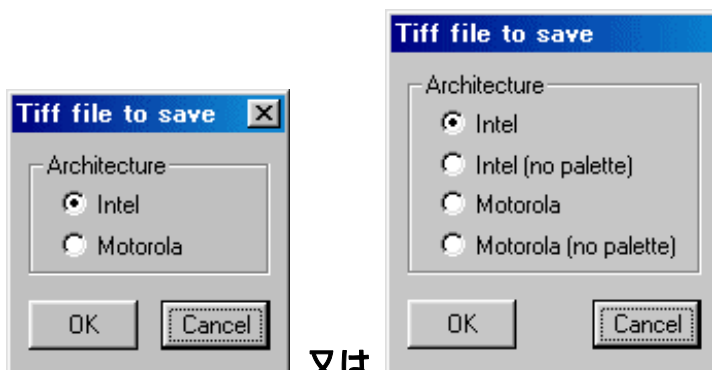 Tiff file to save
Architecture
Intel
Motorola
OK Cancel
又は
Tiff file to save
Architecture
Intel
Intel (no palette)
Motorola
Motorola (no palette)
OK Cancel